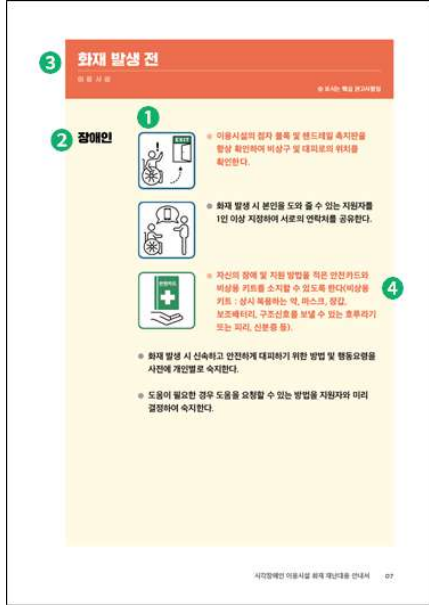 3 화재 발생 전
이용시설
※ 표시는 핵심 권고사항임
1
2 장애인
EXIT
이용시설의 점자 블록 및 핸드레일 촉지판을
항상 확인하여 비상구 및 대피로의 위치를
확인한다.
화재 발생 시 본인을 도와 줄 수 있는 지원자를
1인 이상 지정하여 서로의 연락처를 공유한다.
안전카드
자신의 장애 및 지원 방법을 적은 안전카드와
비상용 키트를 소지할 수 있도록 한다(비상용
키트 : 상시 복용하는 약, 마스크, 장갑,
보조배터리, 구조신호를 보낼 수 있는 호루라기
또는 피리, 신분증 등).
4
화재 발생 시 신속하고 안전하게 대피하기 위한 방법 및 행동요령을
사전에 개인별로 숙지한다.
도움이 필요한 경우 도움을 요청할 수 있는 방법을 지원자와 미리
결정하여 숙지한다.
시각장애인 이용시설 화재 재난대응 안내서 07